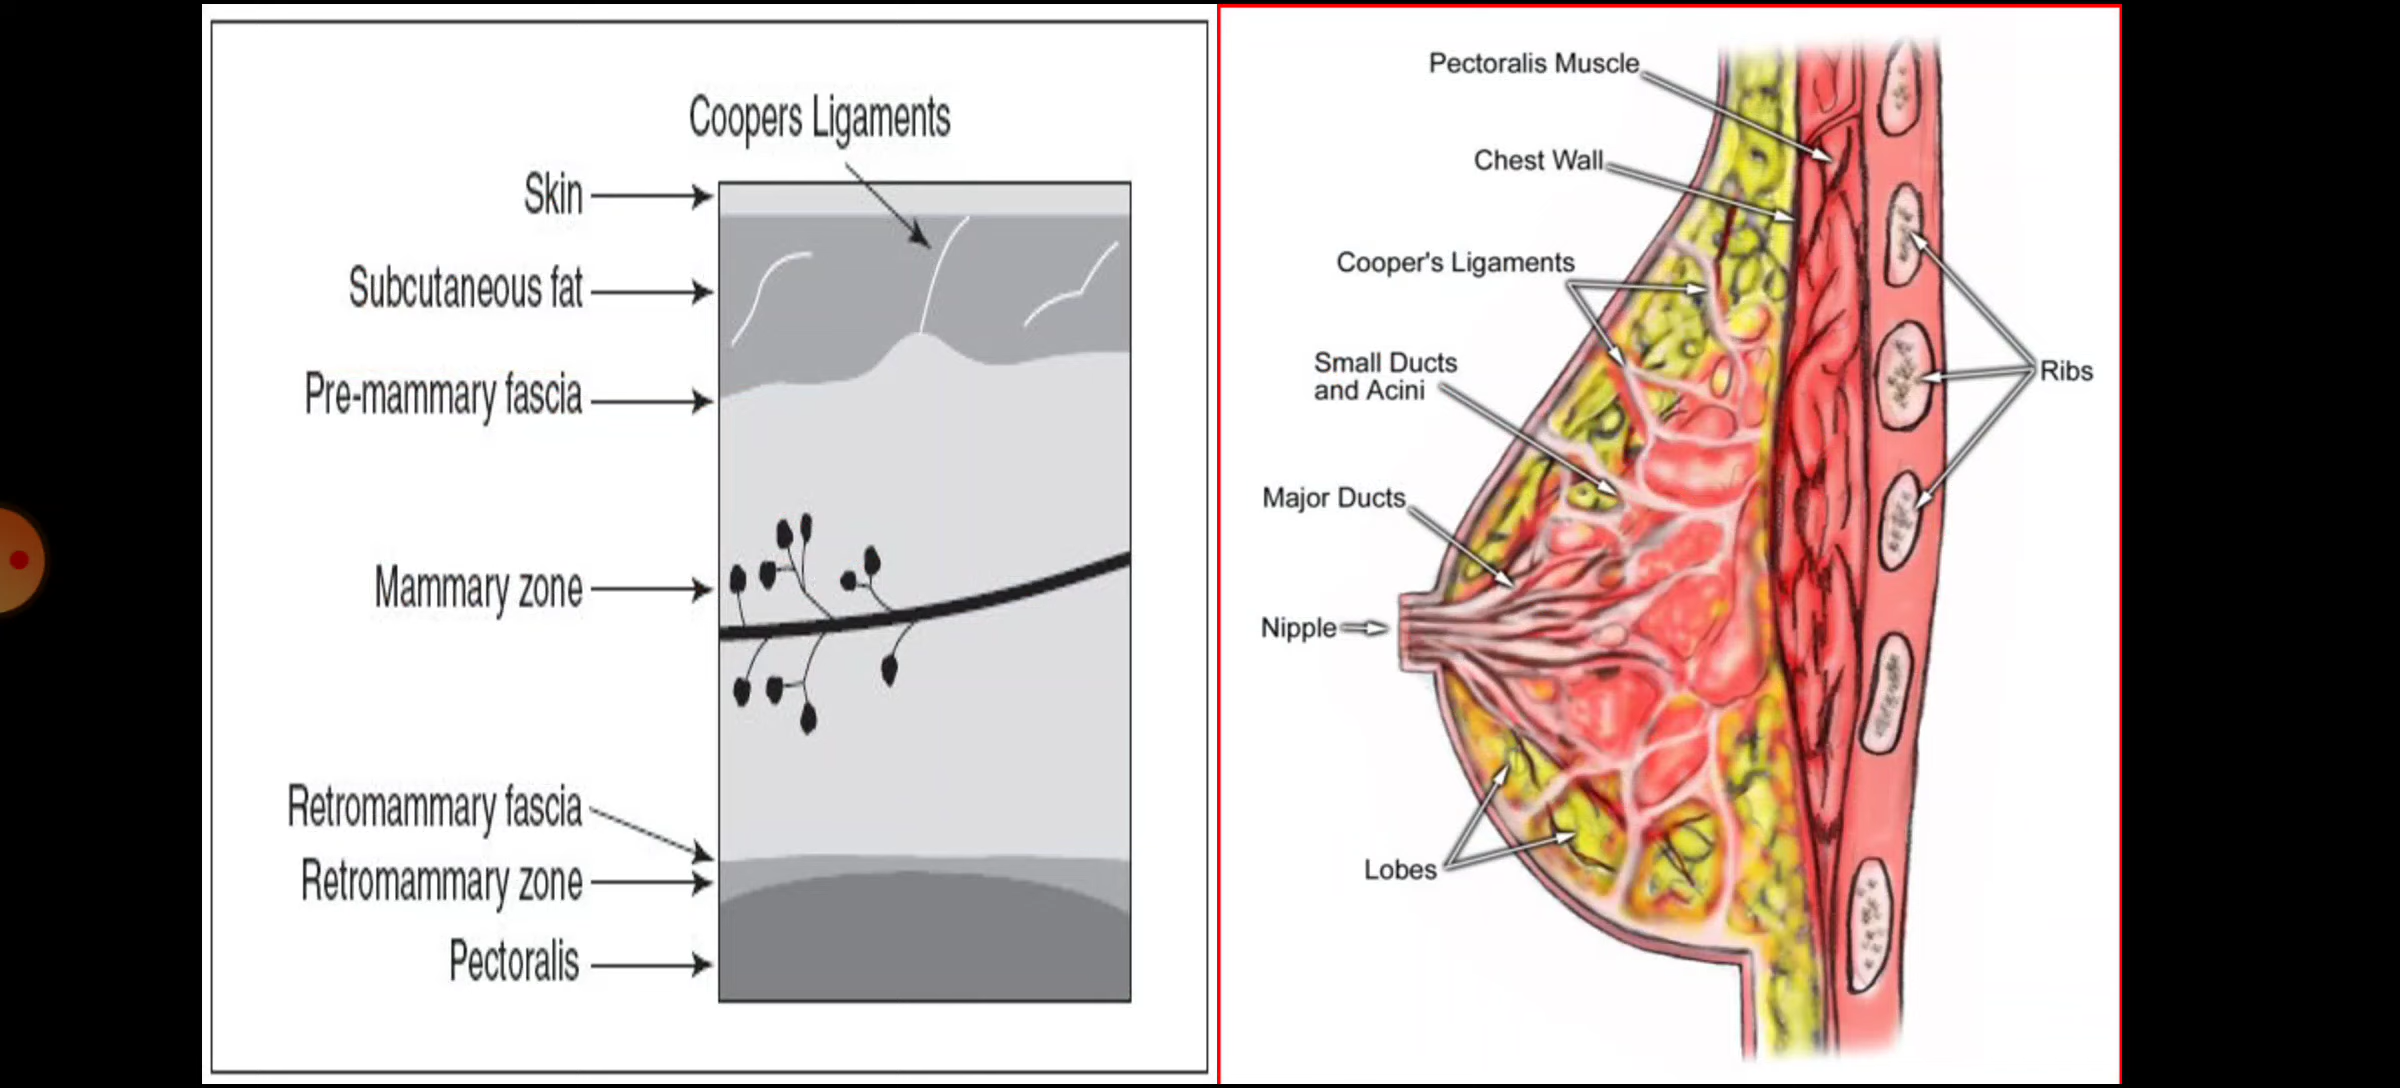 Coopers Ligaments
Skin
Subcutaneous fat
Pre-mammary fascia
Mammary zone
Retromammary fascia
Retromammary zone
Pectoralis
Pectoralis Muscle
Chest Wall
Cooper's Ligaments
Small Ducts
and Acini
Ribs
Major Ducts
Nipple
Lobes